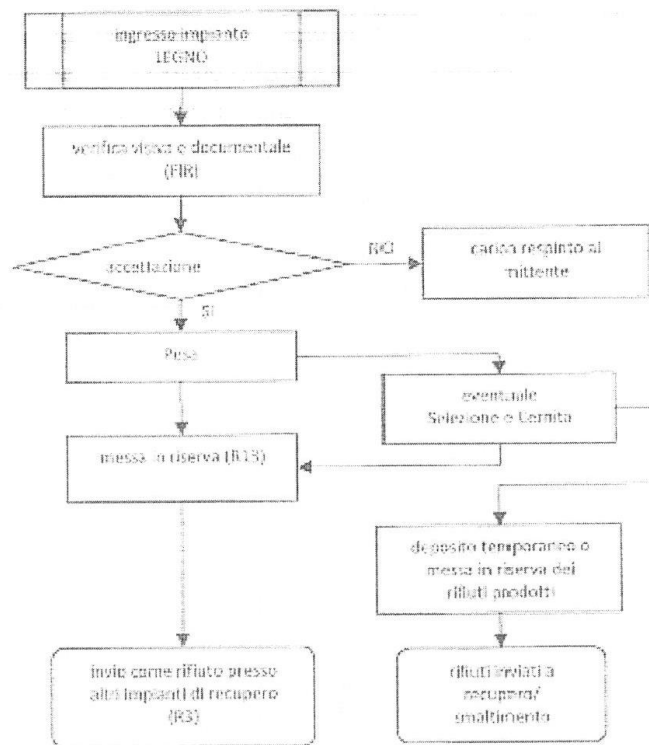 ingresso impianto
LEGNO
verifica visiva e documentale
(FIR)
accettazione
NO
carico respinto al
mittente
SI
Pesa
eventuale
Selezione o Cernita
messa in riserva (R13)
deposito temporaneo o
messa in riserva dei
rifiuti prodotti
invio come rifiuto presso
altri impianti di recupero
(R3)
rifiuti inviati a
recupero/
smaltimento